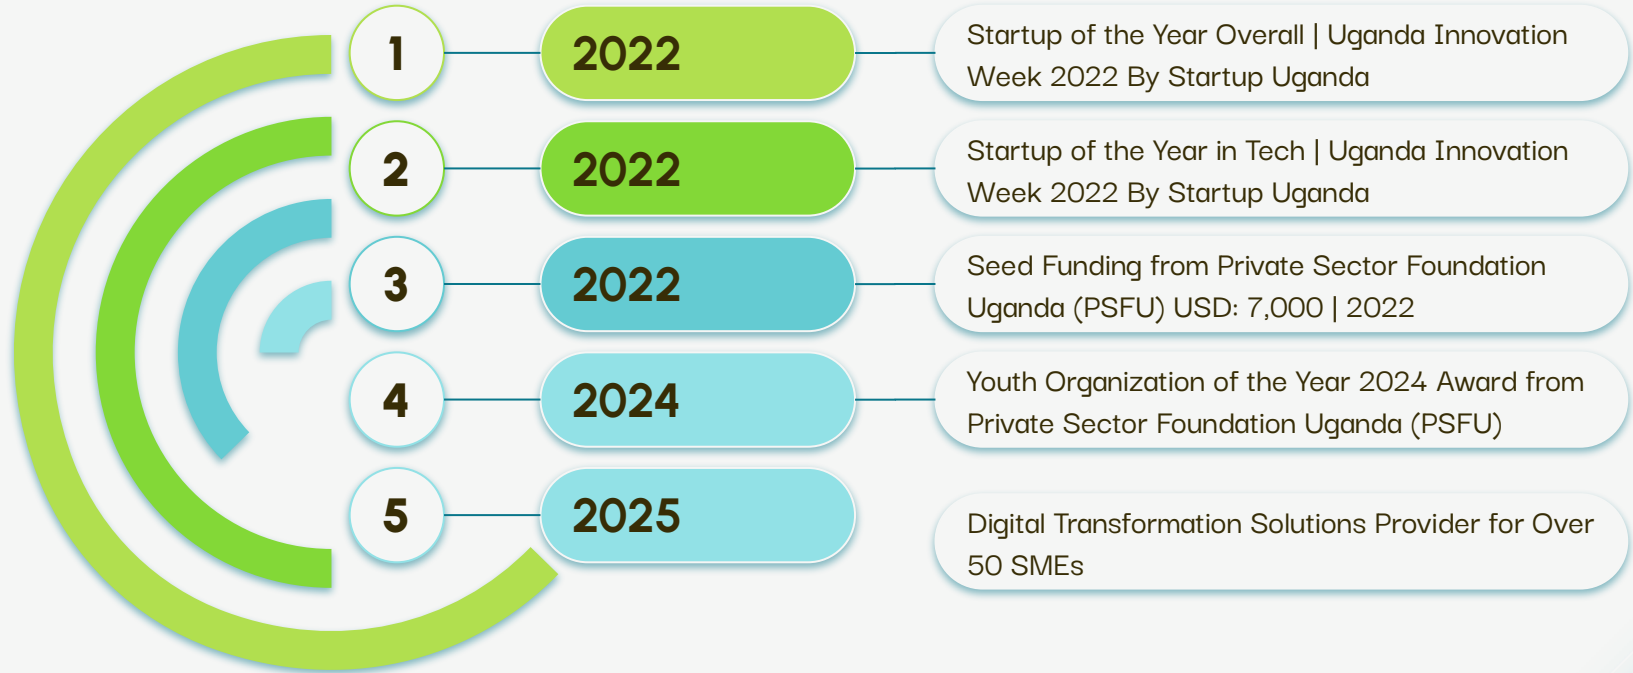 1
2022
Startup of the Year Overall | Uganda Innovation
Week 2022 By Startup Uganda
2
2022
Startup of the Year in Tech | Uganda Innovation
Week 2022 By Startup Uganda
3
2022
Seed Funding from Private Sector Foundation
Uganda (PSFU) USD: 7,000 | 2022
4
2024
Youth Organization of the Year 2024 Award from
Private Sector Foundation Uganda (PSFU)
5
2025
Digital Transformation Solutions Provider for Over
50 SMEs